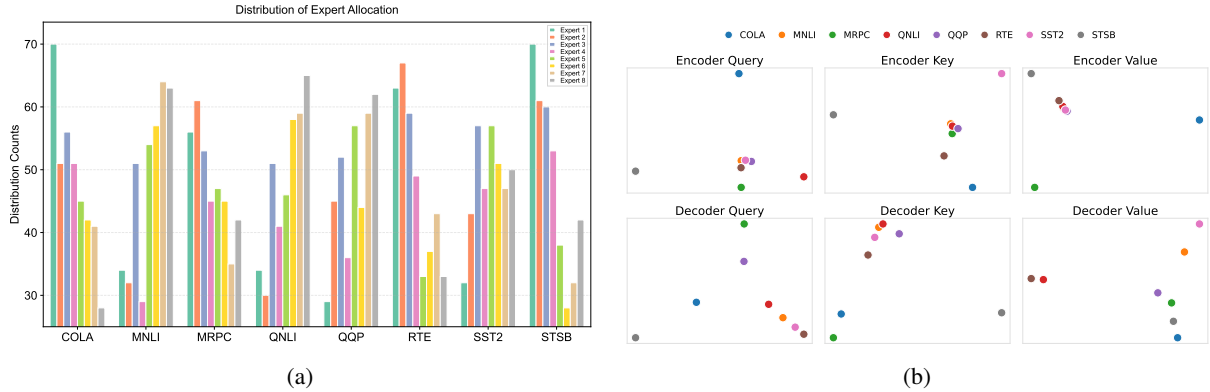 Distribution of Expert Allocation
Distribution Counts
70
60
50
40
30
Expert 1
Expert 2
Expert 3
Expert 4
Expert 5
Expert 6
Expert 7
Expert 8
COLA MNLI MRPC QNLI QQP RTE SST2 STSB
(a)
COLA MNLI MRPC QNLI QQP RTE SST2 STSB
Encoder Query Encoder Key Encoder Value
Decoder Query Decoder Key Decoder Value
(b)